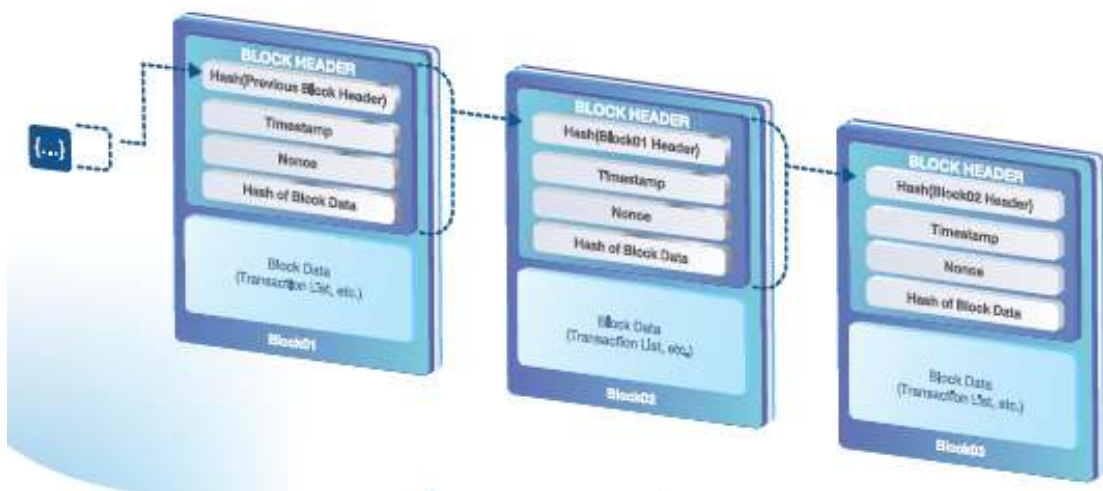 {...}
BLOCK HEADER
Hash(Previous Block Header)
Timestamp
Nonce
Hash of Block Data
Block Data
(Transaction List, etc.)
Block01
BLOCK HEADER
Hash(Block01 Header)
Timestamp
Nonce
Hash of Block Data
Block Data
(Transaction List, etc.)
Block02
BLOCK HEADER
Hash(Block02 Header)
Timestamp
Nonce
Hash of Block Data
Block Data
(Transaction List, etc.)
Block03